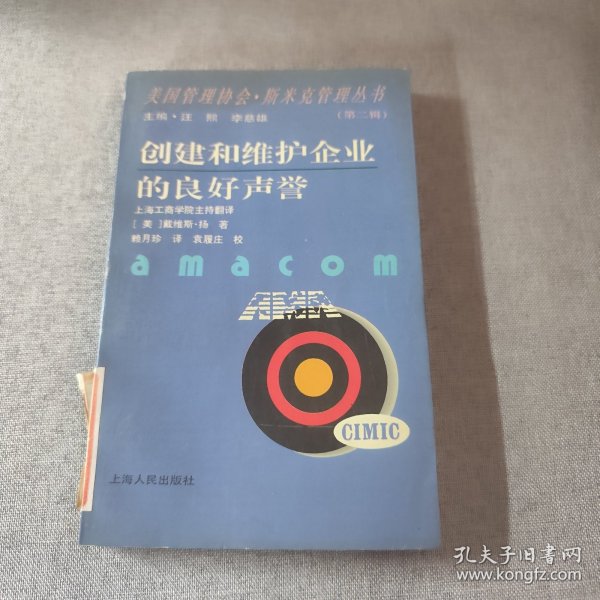 美国管理协会·斯米克管理丛书
主编·汪熙 李慈雄 (第二辑)
创建和维护企业
的良好声誉
上海工商学院主持翻译
[美]戴维斯·扬 著
赖月珍 译 袁履庄 校
amacom
AMA
CIMIC
上海人民出版社
孔夫子旧书网
www.kongfz.com